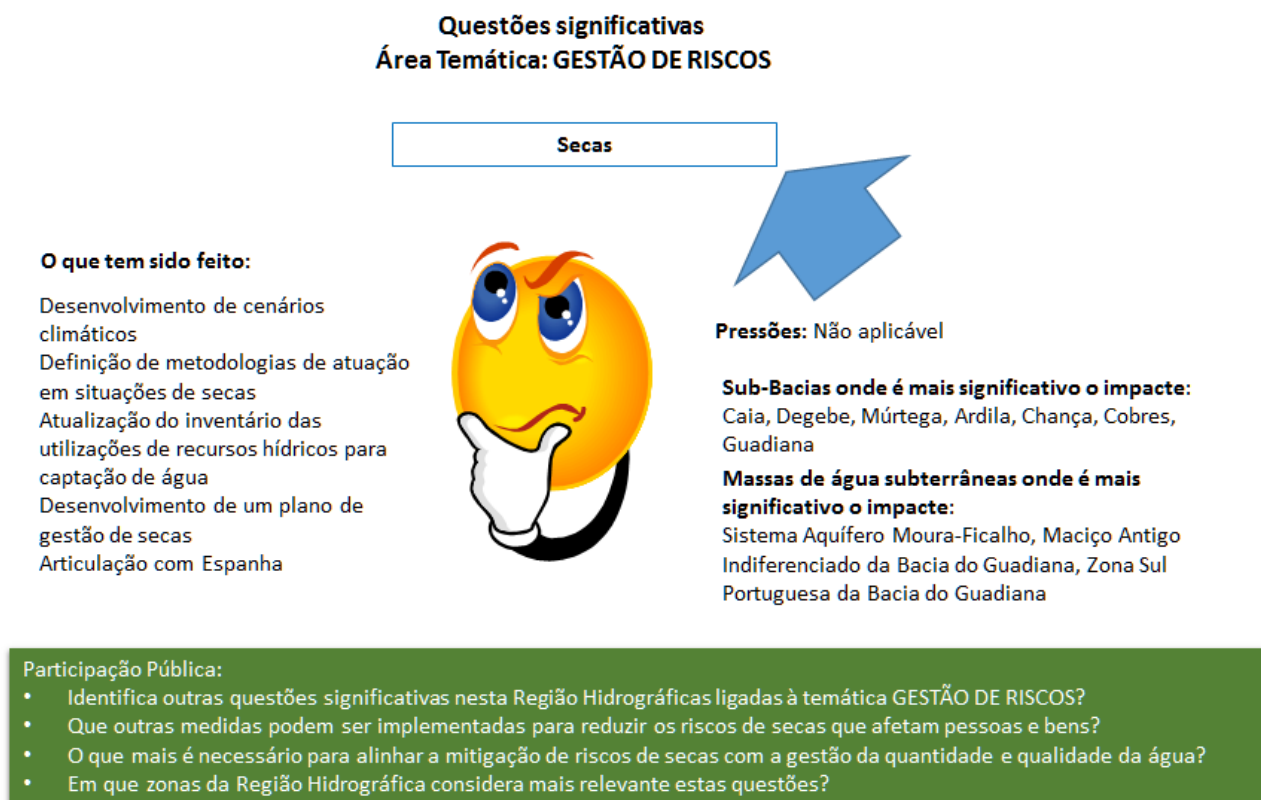 Questões significativas
Área Temática: GESTÃO DE RISCOS
Secas
O que tem sido feito:
Desenvolvimento de cenários
climáticos
Definição de metodologias de atuação
em situações de secas
Atualização do inventário das
utilizações de recursos hídricos para
captação de água
Desenvolvimento de um plano de
gestão de secas
Articulação com Espanha
Pressões: Não aplicável
Sub-Bacias onde é mais significativo o impacte:
Caia, Degebe, Múrtega, Ardila, Chança, Cobres,
Guadiana
Massas de água subterrâneas onde é mais
significativo o impacte:
Sistema Aquífero Moura-Ficalho, Maciço Antigo
Indiferenciado da Bacia do Guadiana, Zona Sul
Portuguesa da Bacia do Guadiana
Participação Pública:
• Identifica outras questões significativas nesta Região Hidrográficas ligadas à temática GESTÃO DE RISCOS?
• Que outras medidas podem ser implementadas para reduzir os riscos de secas que afetam pessoas e bens?
• O que mais é necessário para alinhar a mitigação de riscos de secas com a gestão da quantidade e qualidade da água?
• Em que zonas da Região Hidrográfica considera mais relevante estas questões?